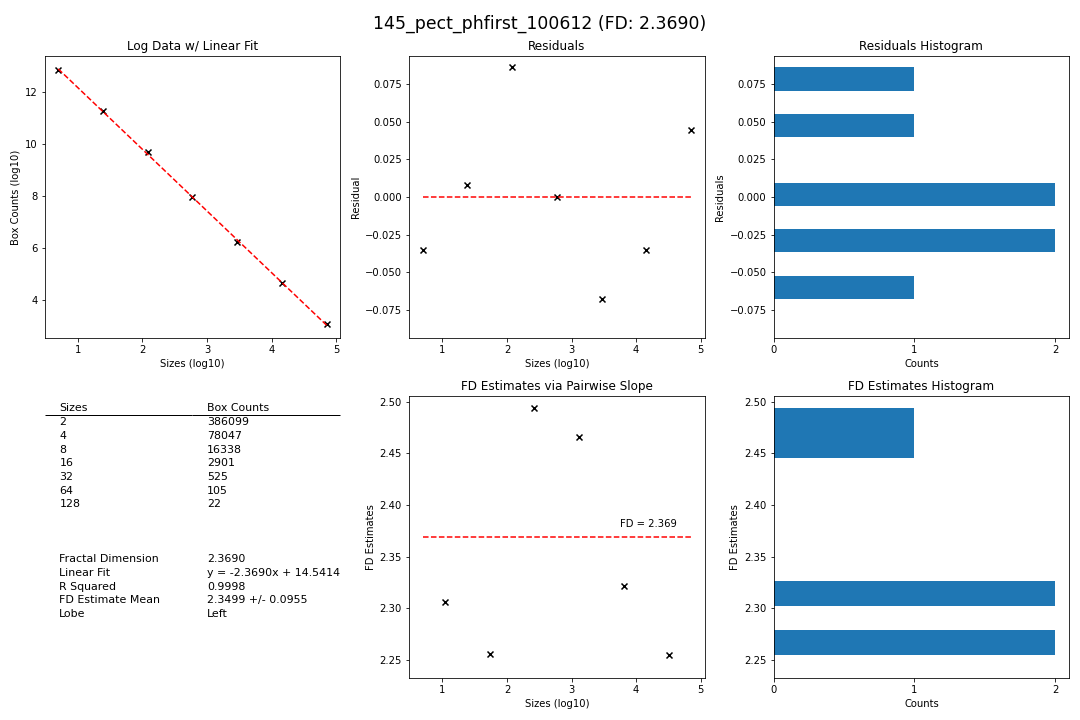 145_pect_phfirst_100612 (FD: 2.3690)
Log Data w/ Linear Fit
Box Counts (log10)
12
10
8
6
4
1 2 3 4 5
Sizes (log10)
Residuals
Residual
0.075
0.050
0.025
0.000
−0.025
−0.050
−0.075
1 2 3 4 5
Sizes (log10)
Residuals Histogram
Residuals
0.075
0.050
0.025
0.000
−0.025
−0.050
−0.075
0 1 2
Counts
Sizes Box Counts
2 386099
4 78047
8 16338
16 2901
32 525
64 105
128 22
Fractal Dimension 2.3690
Linear Fit y = -2.3690x + 14.5414
R Squared 0.9998
FD Estimate Mean 2.3499 +/- 0.0955
Lobe Left
FD Estimates via Pairwise Slope
FD Estimates
2.50
2.45
2.40
2.35
2.30
2.25
FD = 2.369
1 2 3 4 5
Sizes (log10)
FD Estimates Histogram
FD Estimates
2.50
2.45
2.40
2.35
2.30
2.25
0 1 2
Counts